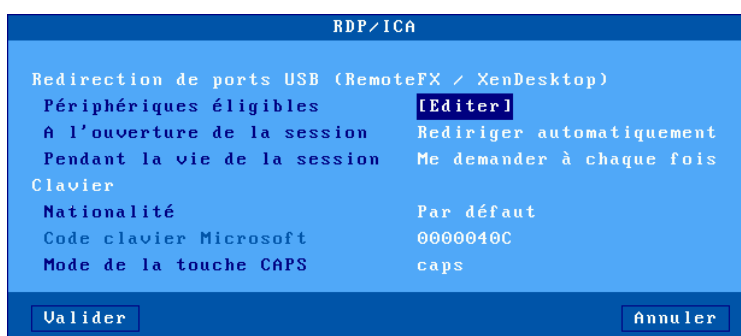 RDP/ICA
Redirection de ports USB (RemoteFX / XenDesktop)
Périphériques éligibles [Editer]
A l'ouverture de la session Rediriger automatiquement
Pendant la vie de la session Me demander à chaque fois
Clavier
Nationalité Par défaut
Code clavier Microsoft 0000040C
Mode de la touche CAPS caps
Valider Annuler